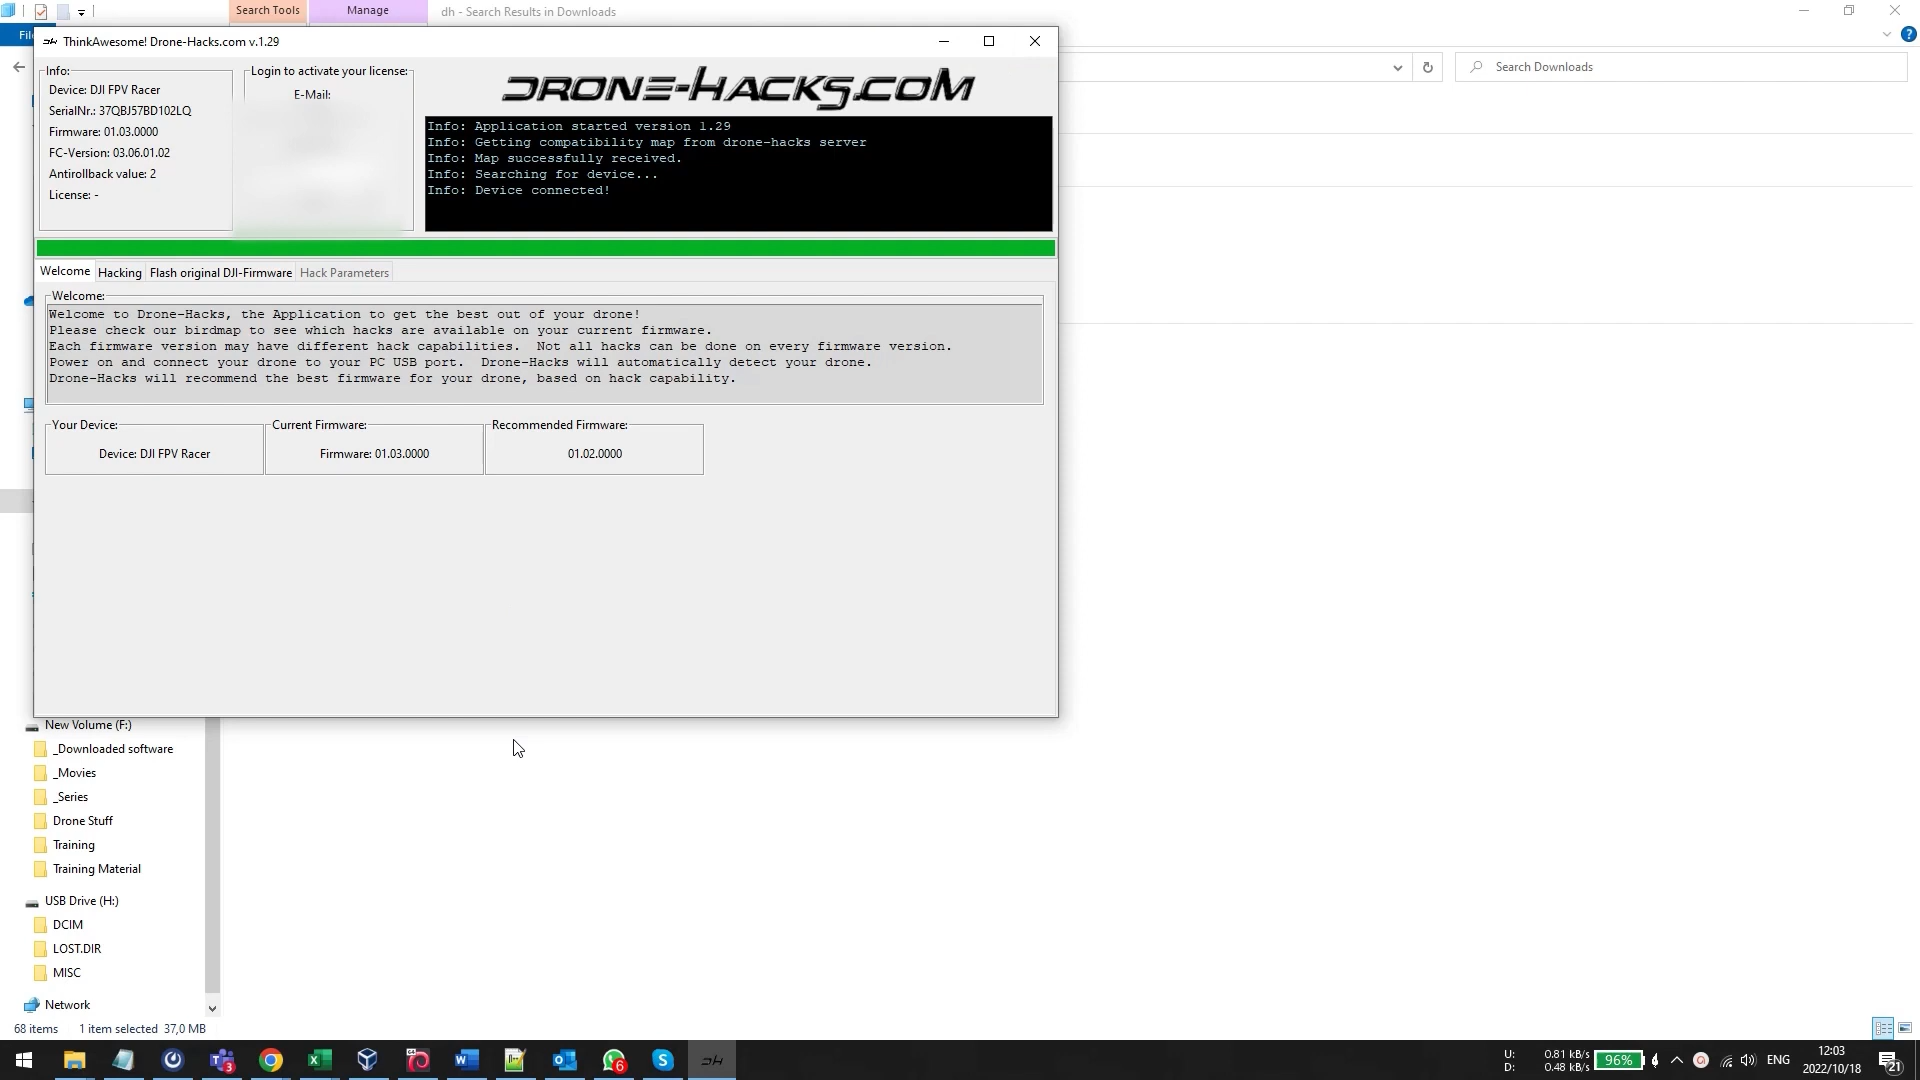 Search Tools
Manage
dh - Search Results in Downloads
Search Downloads
ThinkAwesome! Drone-Hacks.com v.1.29
Info:
Device: DJI FPV Racer
SerialNr.: 37QBJ57BD102LQ
Firmware: 01.03.0000
FC-Version: 03.06.01.02
Antirollback value: 2
License: -
Login to activate your license:
E-Mail:
DRONE-HACKS.COM
Info: Application started version 1.29
Info: Getting compatibility map from drone-hacks server
Info: Map successfully received.
Info: Searching for device...
Info: Device connected!
Welcome
Hacking
Flash original DJI-Firmware
Hack Parameters
Welcome:
Welcome to Drone-Hacks, the Application to get the best out of your drone!
Please check our birdmap to see which hacks are available on your current firmware.
Each firmware version may have different hack capabilities. Not all hacks can be done on every firmware version.
Power on and connect your drone to your PC USB port. Drone-Hacks will automatically detect your drone.
Drone-Hacks will recommend the best firmware for your drone, based on hack capability.
Your Device:
Device: DJI FPV Racer
Current Firmware:
Firmware: 01.03.0000
Recommended Firmware:
01.02.0000
New Volume (F:)
_Downloaded software
_Movies
_Series
Drone Stuff
Training
Training Material
USB Drive (H:)
DCIM
LOST.DIR
MISC
Network
68 items
1 item selected 37,0 MB
3
6
U: 0.81 kB/s
D: 0.48 kB/s
96%
ENG
12:03
2022/10/18
21